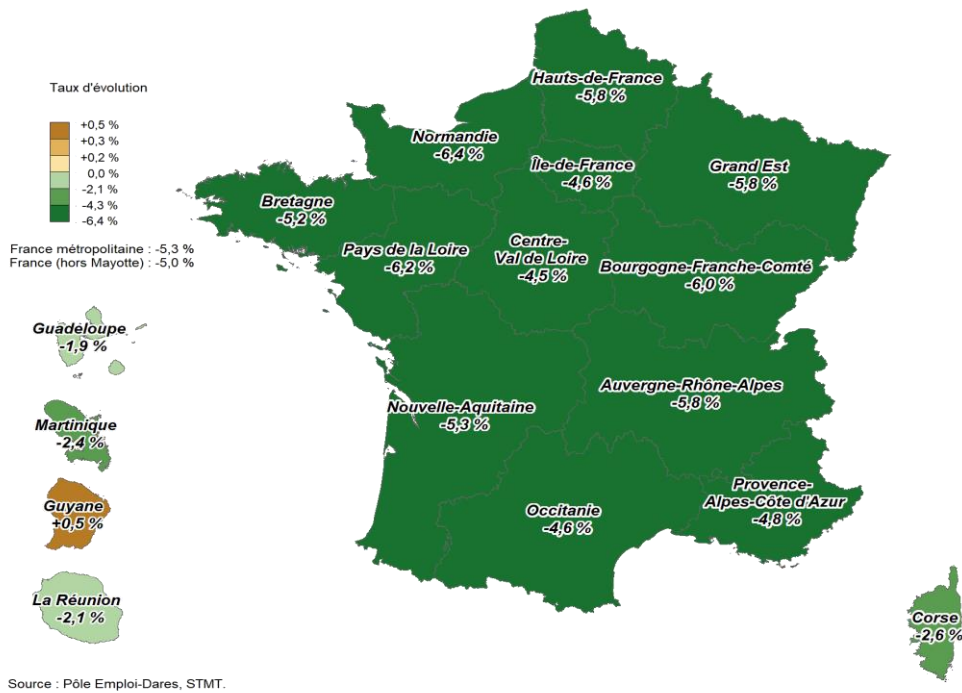 Taux d'évolution
+0,5 %
+0,3 %
+0,2 %
0,0 %
-2,1 %
-4,3 %
-6,4 %
France métropolitaine : -5,3 %
France (hors Mayotte) : -5,0 %
Hauts-de-France
-5,8 %
Normandie
-6,4 %
Île-de-France
-4,6 %
Grand Est
-5,8 %
Bretagne
-5,2 %
Pays de la Loire
-6,2 %
Centre-
Val de Loire
-4,5 %
Bourgogne-Franche-Comté
-6,0 %
Guadeloupe
-1,9 %
Martinique
-2,4 %
Guyane
+0,5 %
La Réunion
-2,1 %
Nouvelle-Aquitaine
-5,3 %
Auvergne-Rhône-Alpes
-5,8 %
Occitanie
-4,6 %
Provence-
Alpes-Côte d'Azur
-4,8 %
Corse
-2,6 %
Source : Pôle Emploi-Dares, STMT.